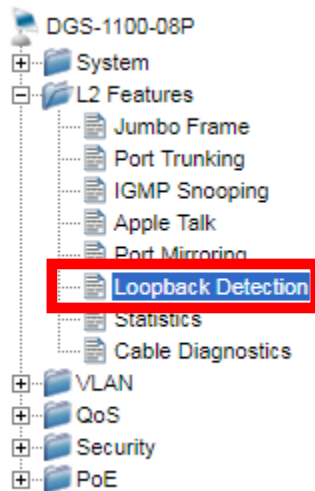 DGS-1100-08P
System
L2 Features
Jumbo Frame
Port Trunking
IGMP Snooping
Apple Talk
Port Mirroring
Loopback Detection
Statistics
Cable Diagnostics
VLAN
QoS
Security
PoE